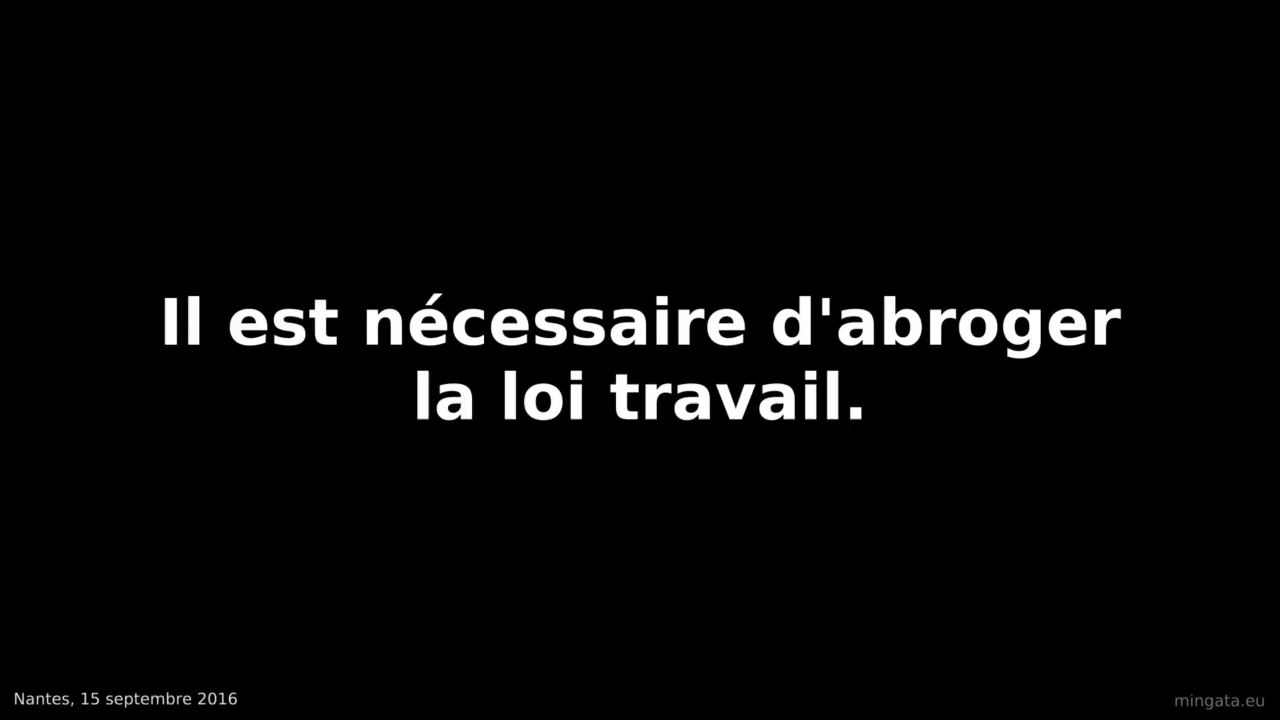 Il est nécessaire d'abroger
la loi travail.
Nantes, 15 septembre 2016
mingata.eu